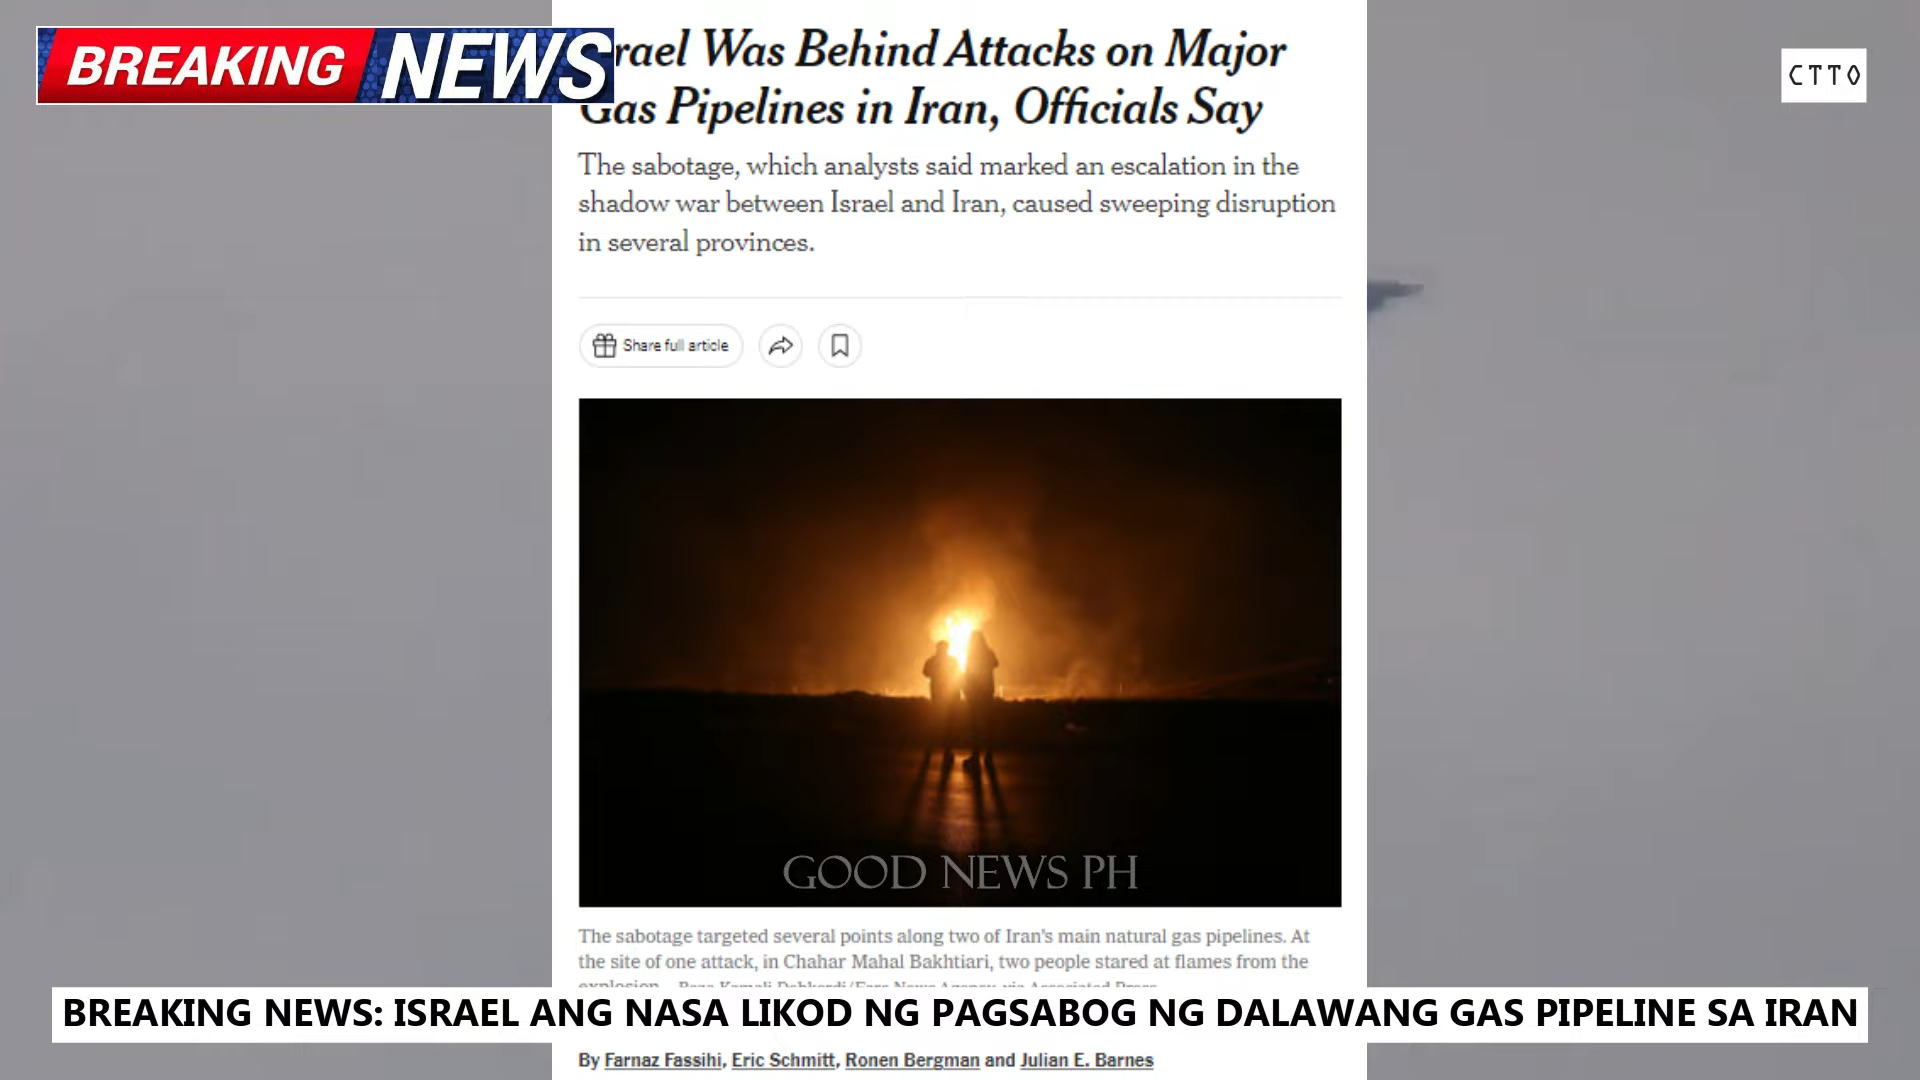 BREAKING NEWS
rael Was Behind Attacks on Major
Gas Pipelines in Iran, Officials Say
CTTO
The sabotage, which analysts said marked an escalation in the
shadow war between Israel and Iran, caused sweeping disruption
in several provinces.
Share full article
GOOD NEWS PH
The sabotage targeted several points along two of Iran's main natural gas pipelines. At
the site of one attack, in Chahar Mahal Bakhtiari, two people stared at flames from the
BREAKING NEWS: ISRAEL ANG NASA LIKOD NG PAGSABOG NG DALAWANG GAS PIPELINE SA IRAN
By Farnaz Fassihi, Eric Schmitt, Ronen Bergman and Julian E. Barnes